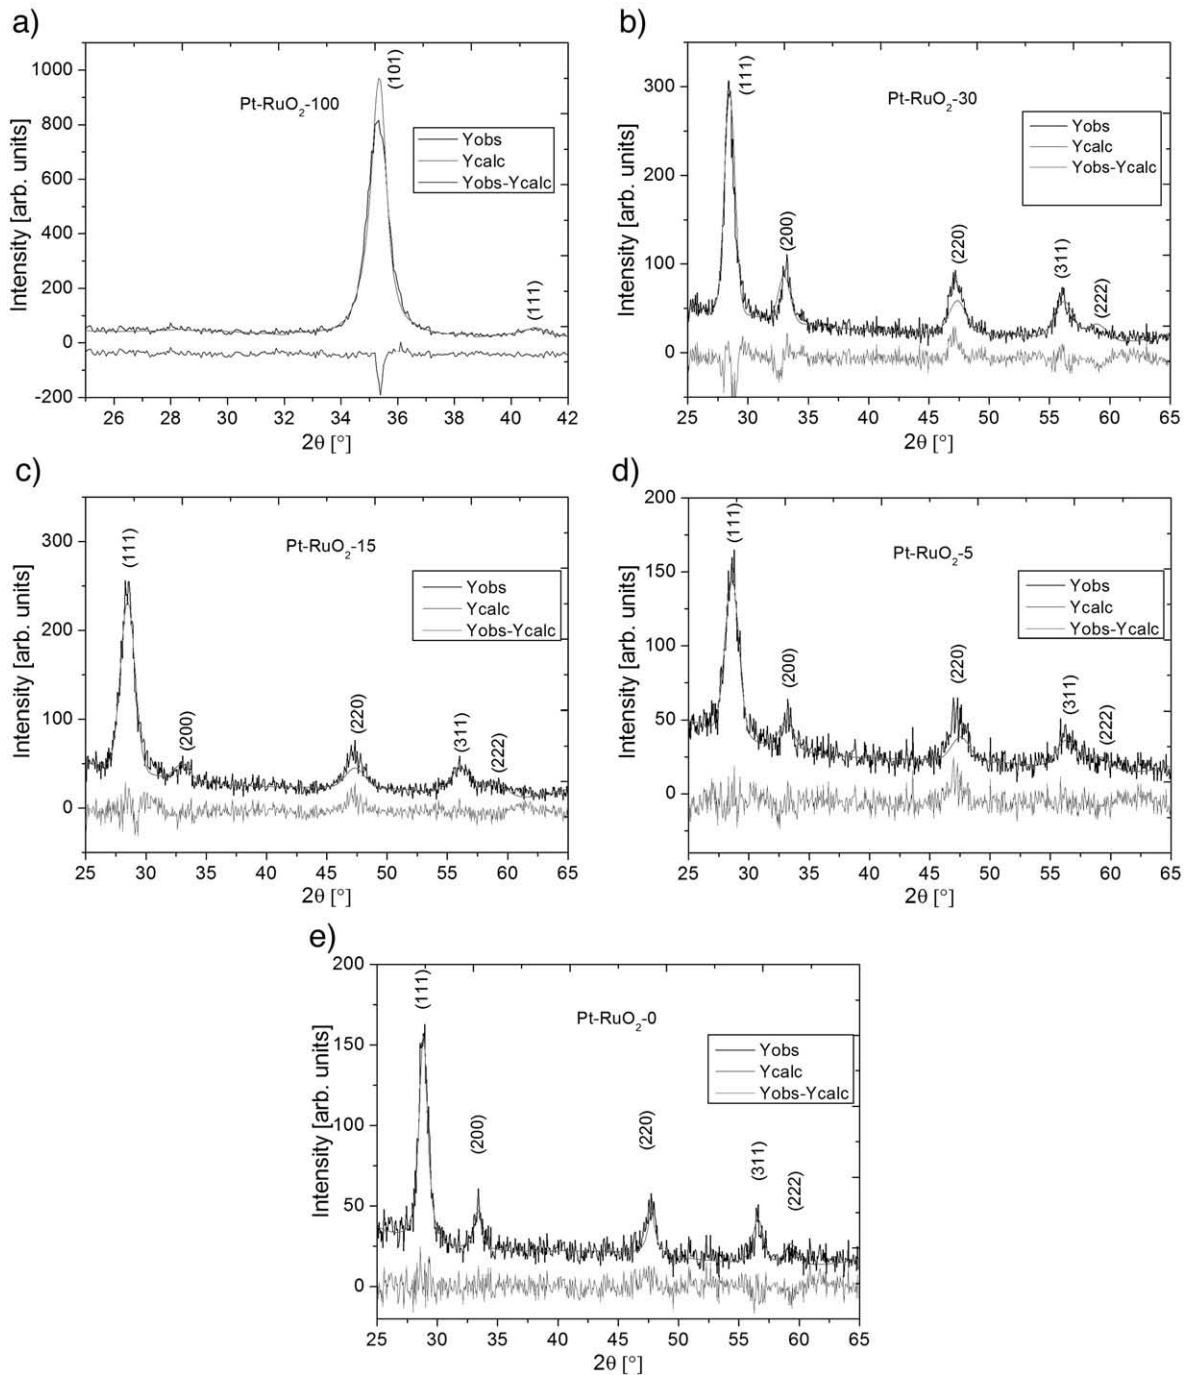 a)
Intensity [arb. units]
1000
800
600
400
200
0
-200
Pt-RuO₂-100
(101)
(111)
Yobs
Ycalc
Yobs-Ycalc
26 28 30 32 34 36 38 40 42
2θ [°]
b)
Intensity [arb. units]
300
200
100
0
Pt-RuO₂-30
(111)
(200)
(220)
(311)
(222)
Yobs
Ycalc
Yobs-Ycalc
25 30 35 40 45 50 55 60 65
2θ [°]
c)
Intensity [arb. units]
300
200
100
0
Pt-RuO₂-15
(111)
(200)
(220)
(311)
(222)
Yobs
Ycalc
Yobs-Ycalc
25 30 35 40 45 50 55 60 65
2θ [°]
d)
Intensity [arb. units]
200
150
100
50
0
Pt-RuO₂-5
(111)
(200)
(220)
(311)
(222)
Yobs
Ycalc
Yobs-Ycalc
25 30 35 40 45 50 55 60 65
2θ [°]
e)
Intensity [arb. units]
200
150
100
50
0
Pt-RuO₂-0
(111)
(200)
(220)
(311)
(222)
Yobs
Ycalc
Yobs-Ycalc
25 30 35 40 45 50 55 60 65
2θ [°]